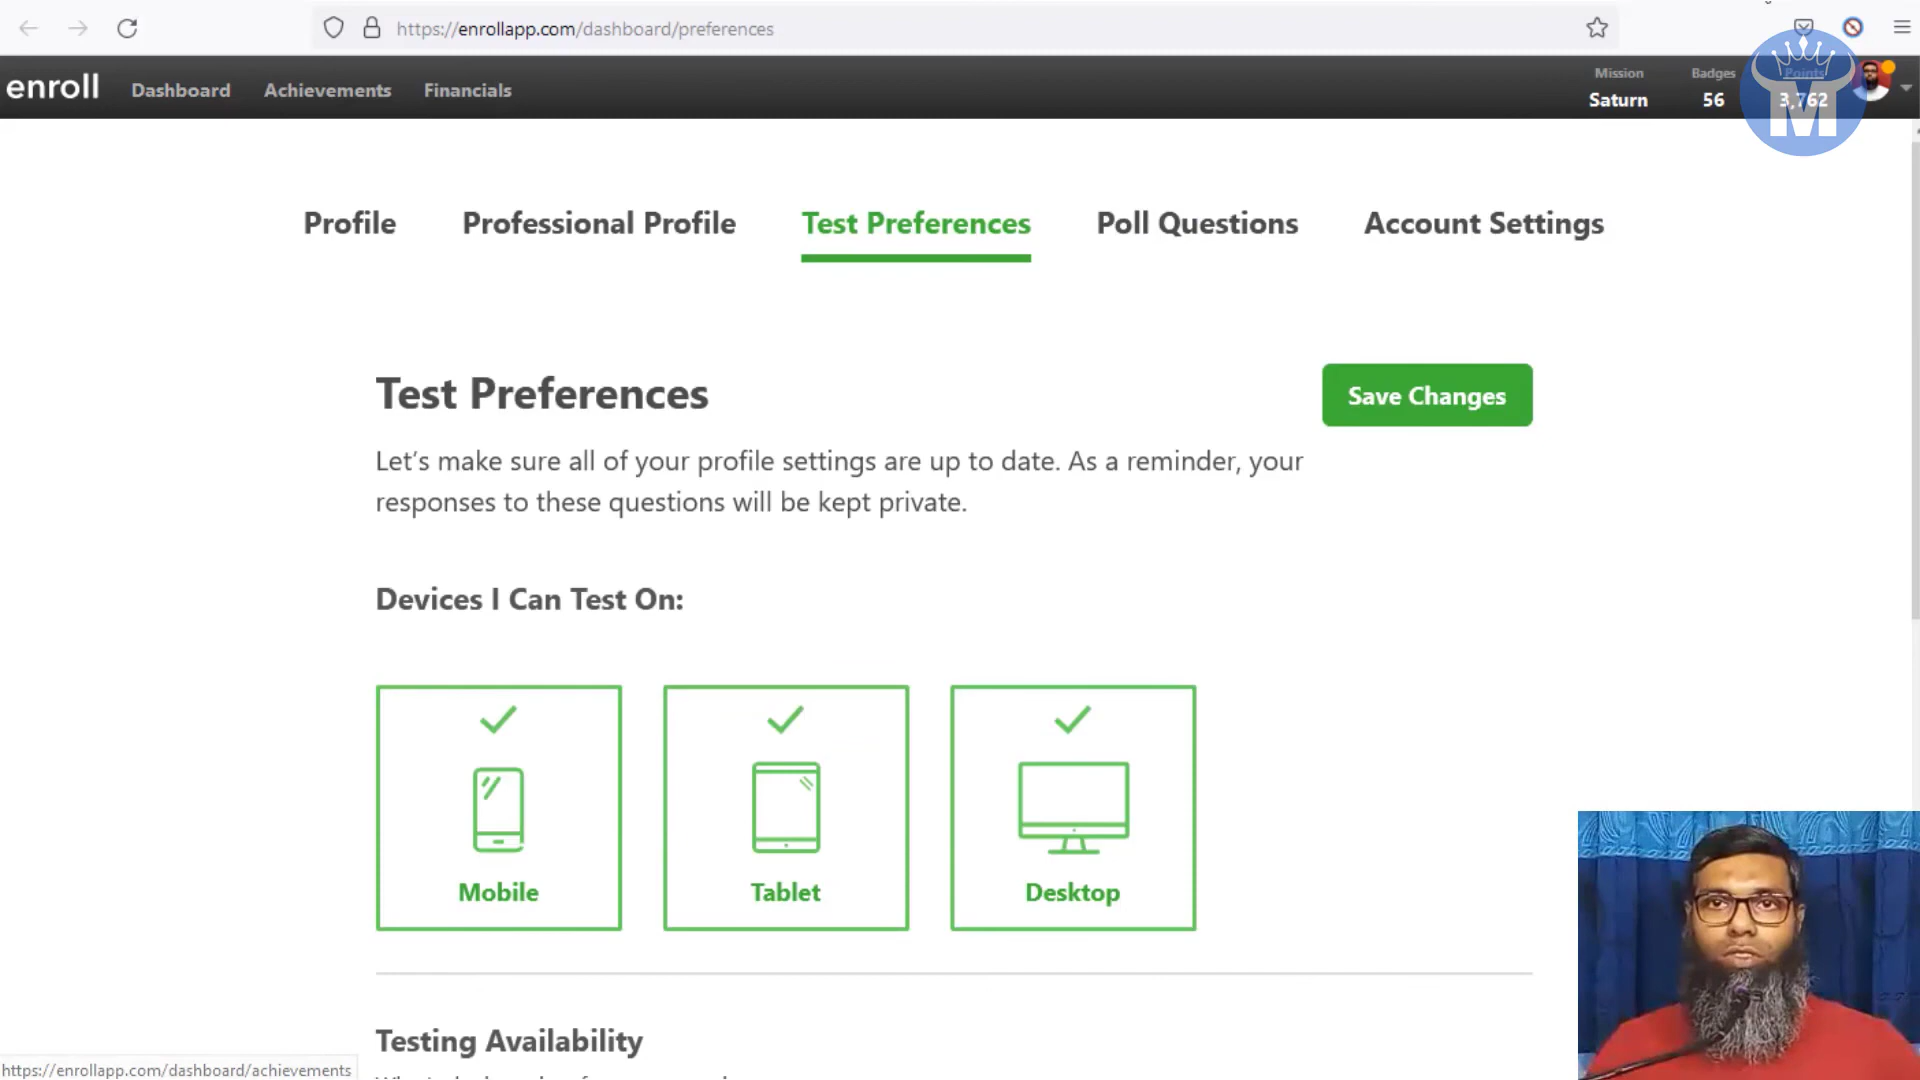 https://enrollapp.com/dashboard/preferences
enroll Dashboard Achievements Financials
Mission Badges Points
Saturn 56 3,762
M
Profile Professional Profile Test Preferences Poll Questions Account Settings
Test Preferences
Save Changes
Let’s make sure all of your profile settings are up to date. As a reminder, your
responses to these questions will be kept private.
Devices I Can Test On:
Mobile Tablet Desktop
Testing Availability
https://enrollapp.com/dashboard/achievements